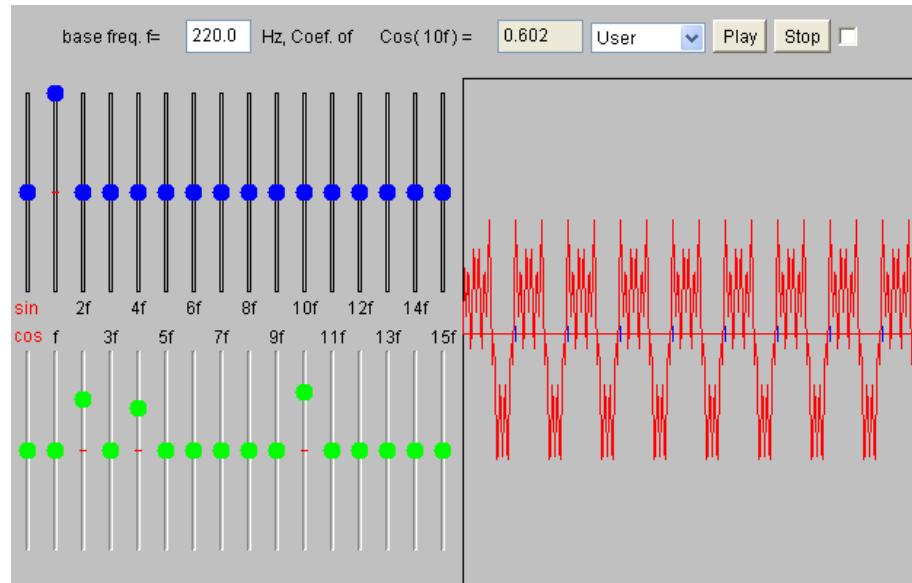 base freq. f= 220.0 Hz, Coef. of Cos( 10f) = 0.602 User Play Stop
sin 2f 4f 6f 8f 10f 12f 14f
cos f 3f 5f 7f 9f 11f 13f 15f